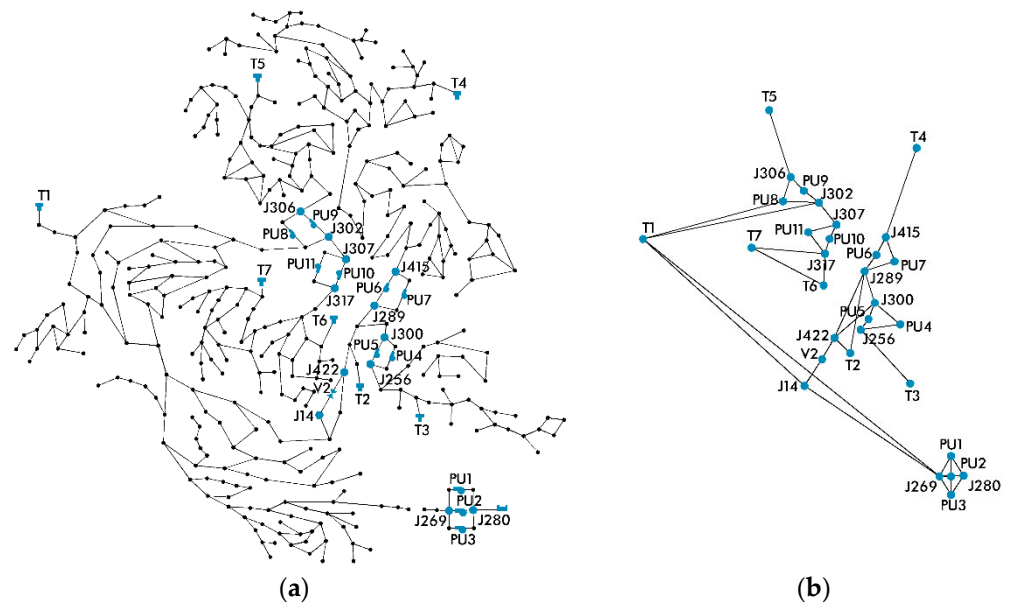 T5
T4
T1
J306
PU9
J302
PU8
J307
PU11
PU10
T7
J415
PU6
PU7
J317
J289
T6
J300
PU5
PU4
J422
J256
V2
T2
J14
T3
PU1
PU2
J269
J280
PU3
(a)
T5
T4
J306
PU9
PU8
J302
J307
T1
PU11
T7
PU10
J415
PU6
J317
PU7
J289
T6
J300
PU5
PU4
J422
J256
V2
T2
J14
T3
PU1
PU2
J269
J280
PU3
(b)